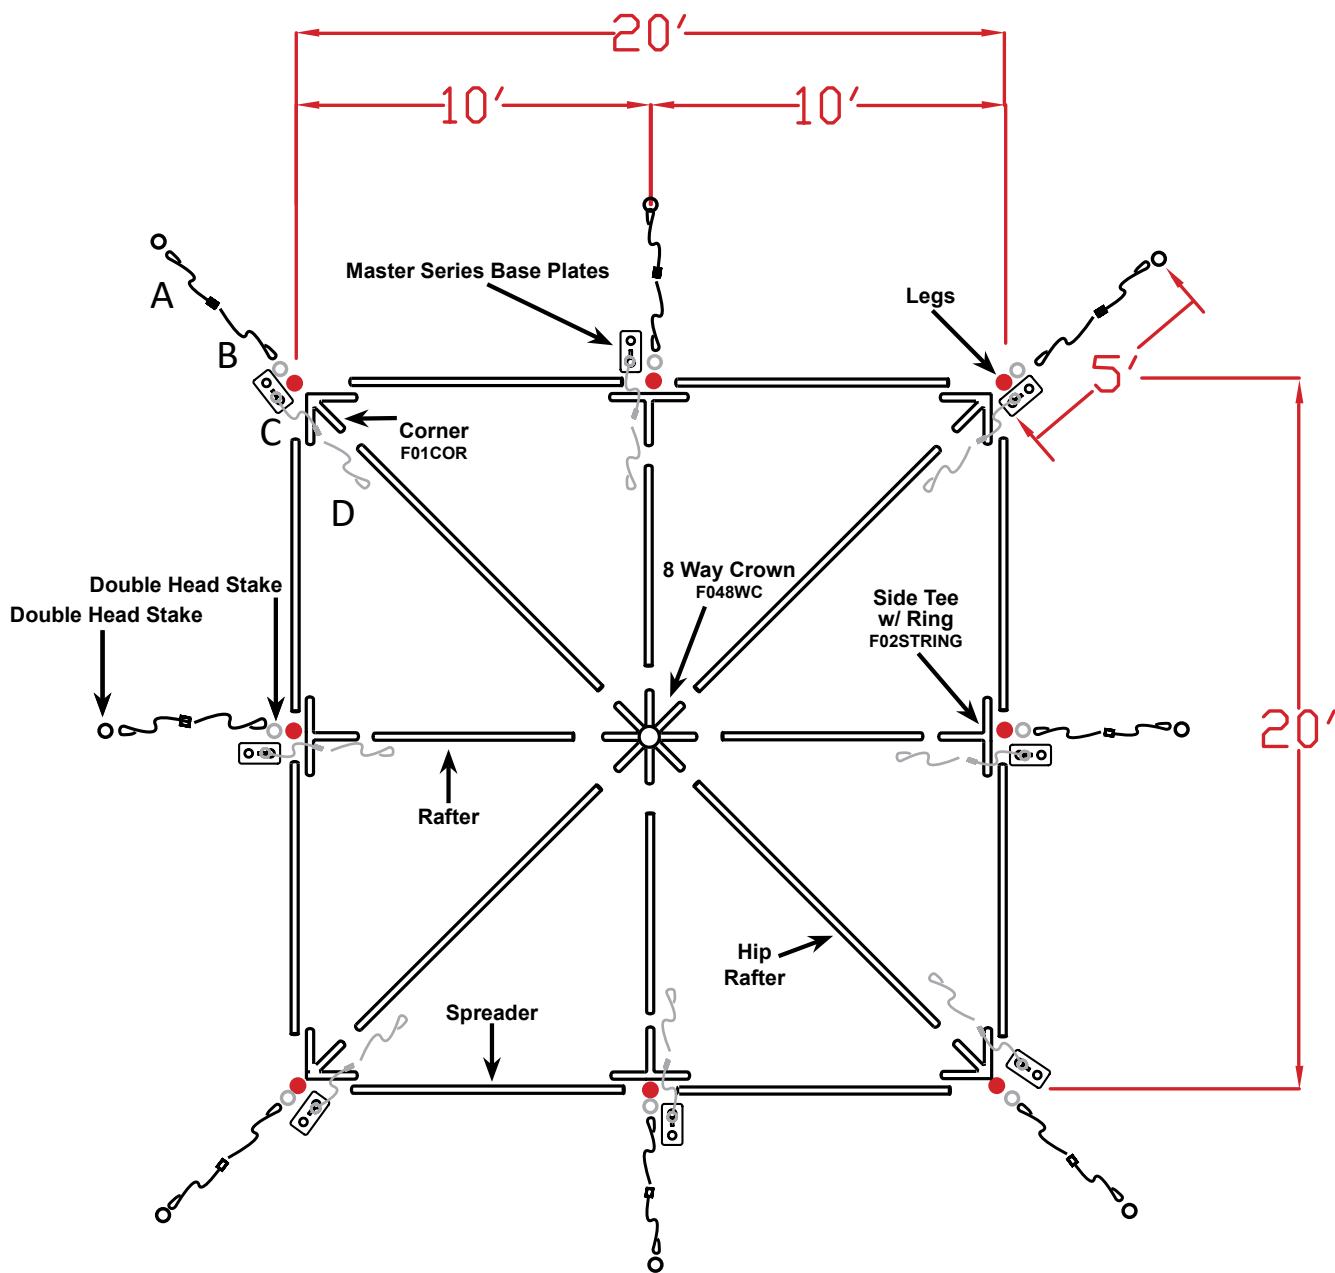 20'
10'
10'
Master Series Base Plates
Legs
A
B
5'
C
Corner
F01COR
D
8 Way Crown
F048WC
Double Head Stake
Double Head Stake
Side Tee
w/ Ring
F02STRING
20'
Rafter
Hip
Rafter
Spreader